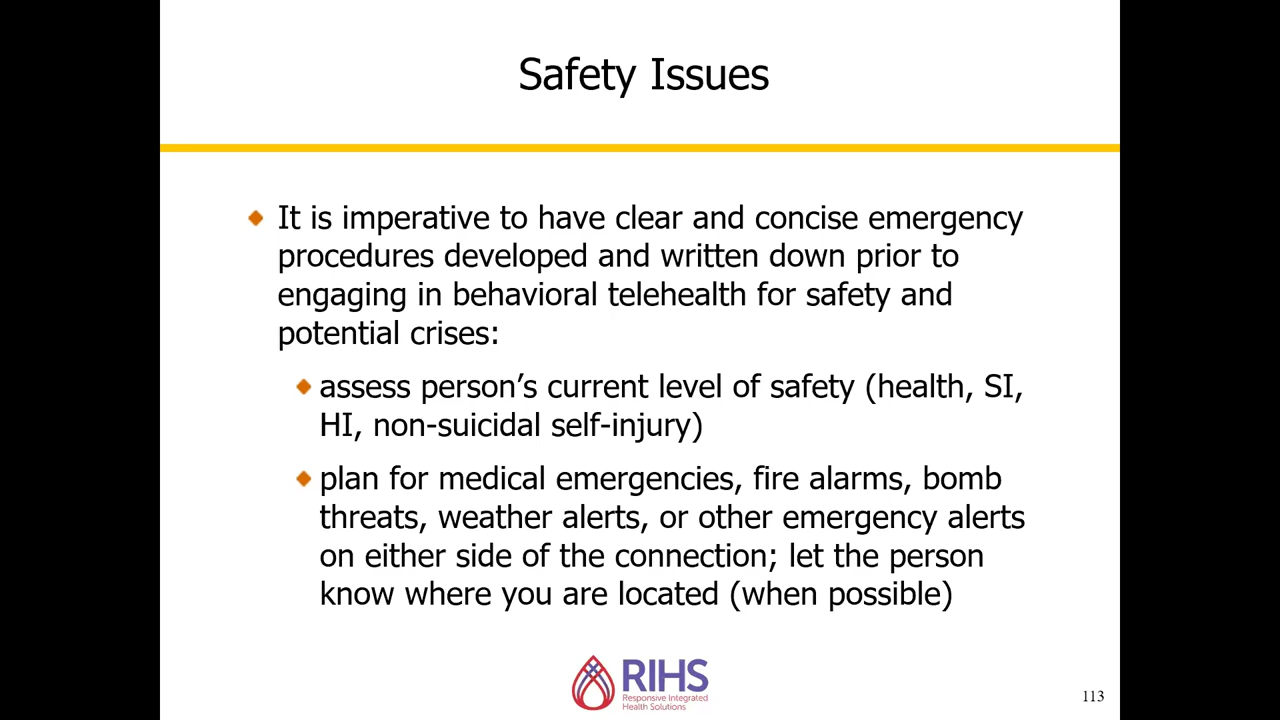 Safety Issues
It is imperative to have clear and concise emergency
procedures developed and written down prior to
engaging in behavioral telehealth for safety and
potential crises:
assess person’s current level of safety (health, SI,
HI, non-suicidal self-injury)
plan for medical emergencies, fire alarms, bomb
threats, weather alerts, or other emergency alerts
on either side of the connection; let the person
know where you are located (when possible)
RIHS
Responsive Integrated
Health Solutions
113